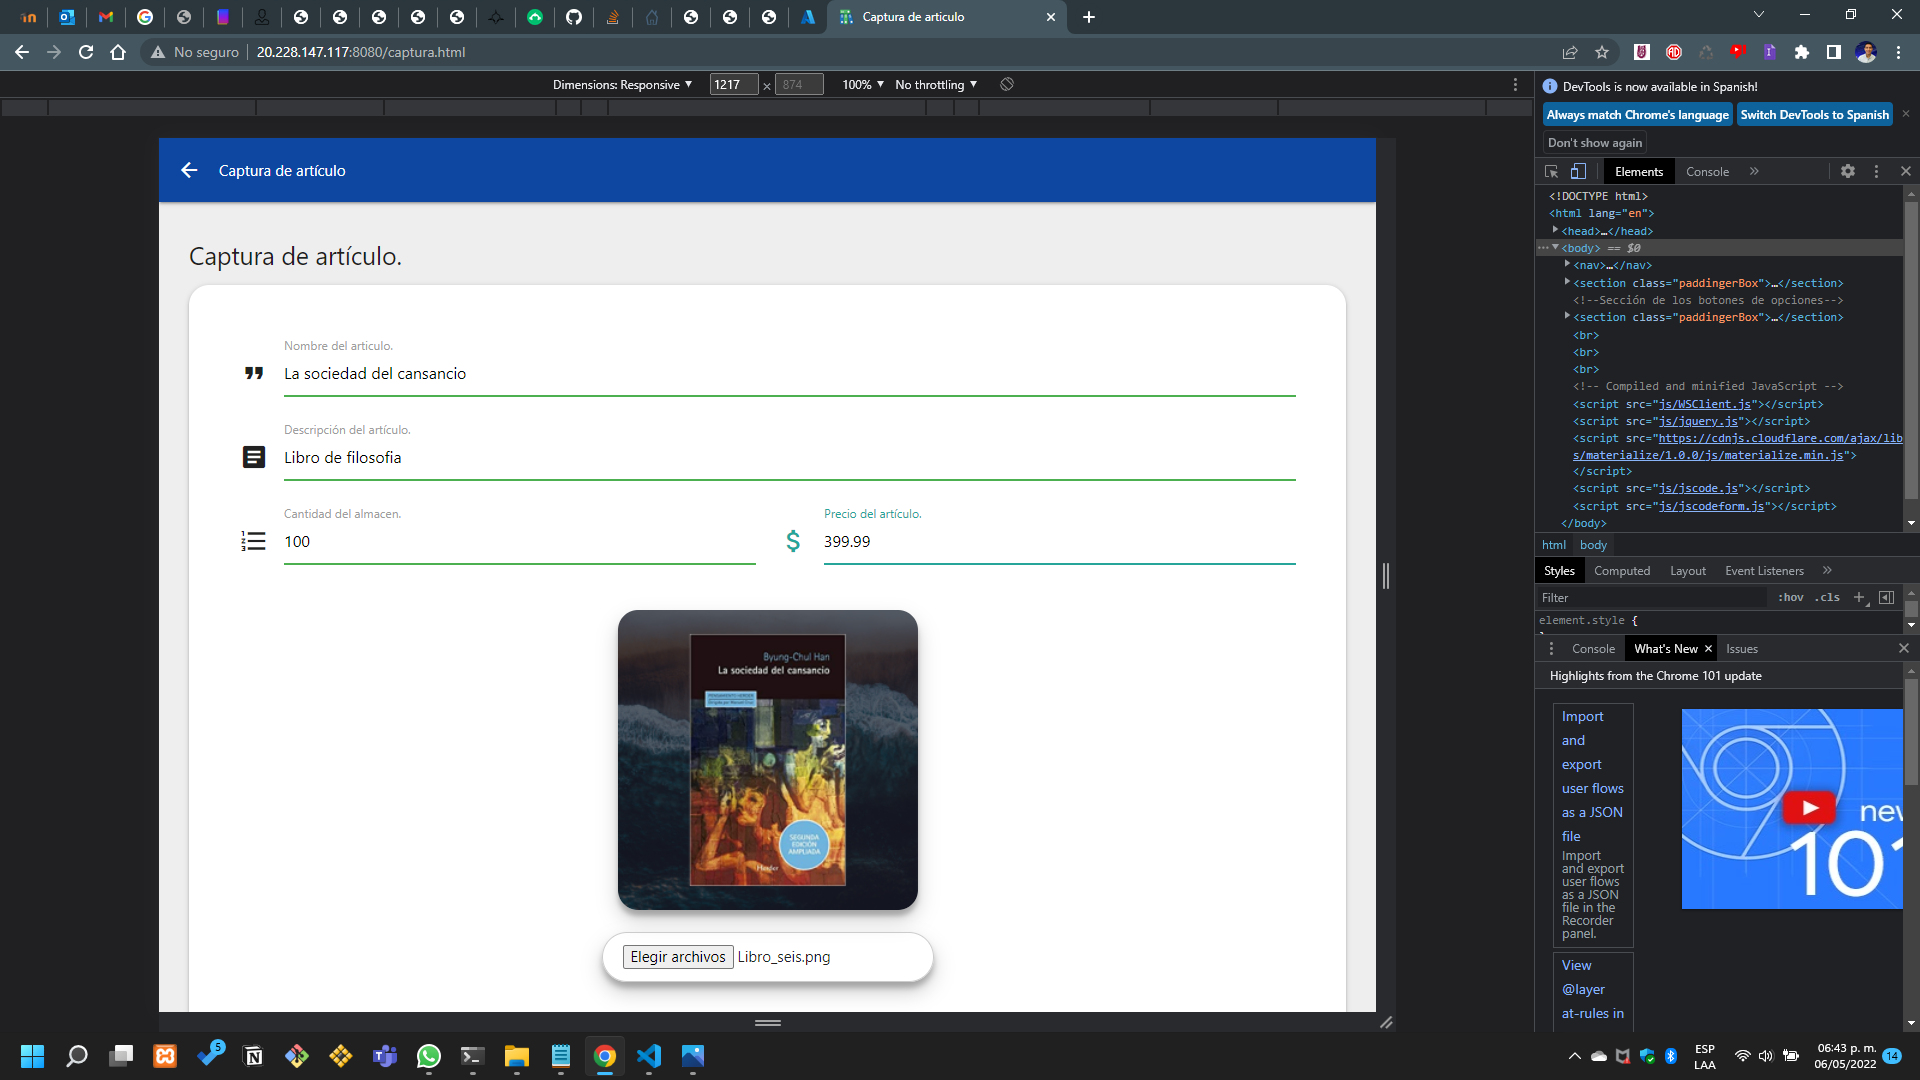 Captura de articulo
No seguro
20.228.147.117:8080/captura.html
Dimensions: Responsive ▼ 1217 × 874 100% ▼ No throttling ▼
DevTools is now available in Spanish!
Always match Chrome's language
Switch DevTools to Spanish
Don't show again
Captura de artículo
Captura de artículo.
Nombre del articulo.
La sociedad del cansancio
Descripción del artículo.
Libro de filosofia
Cantidad del almacen.
100
Precio del artículo.
399.99
Byung-Chul Han
La sociedad del cansancio
SEGUNDA
EDICIÓN
AMPLIADA
Herder
Elegir archivos Libro_seis.png
Elements
Console
<!DOCTYPE html>
<html lang="en">
<head>…</head>
<body> == $0
<nav>…</nav>
<section class="paddingerBox">…</section>
<!--Sección de los botones de opciones-->
<section class="paddingerBox">…</section>
<br>
<br>
<br>
<!-- Compiled and minified JavaScript -->
<script src="js/WSClient.js"></script>
<script src="js/jquery.js"></script>
<script src="https://cdnjs.cloudflare.com/ajax/lib
s/materialize/1.0.0/js/materialize.min.js">
</script>
<script src="js/jscode.js"></script>
<script src="js/jscodeform.js"></script>
</body>
html body
Styles Computed Layout Event Listeners
Filter
:hov .cls
element.style {
Console
What's New
Issues
Highlights from the Chrome 101 update
Import
and
export
user flows
as a JSON
file
Import
and export
user flows
as a JSON
file in the
Recorder
panel.
new
101
View
@layer
at-rules in
5
ESP
LAA
06:43 p. m.
06/05/2022
14